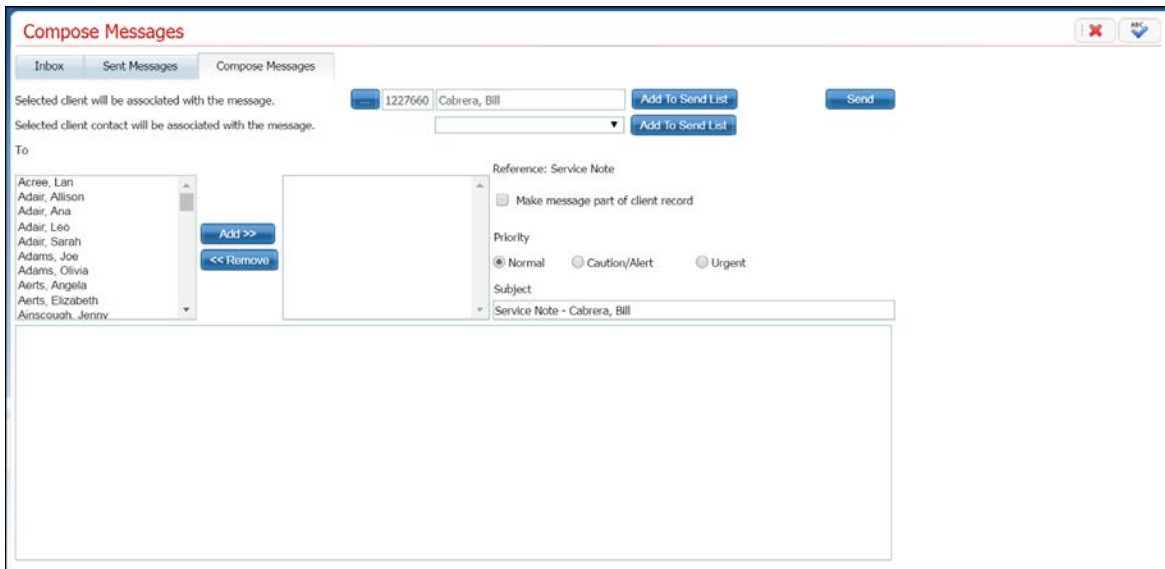 Compose Messages
ABC
Inbox Sent Messages Compose Messages
Selected client will be associated with the message. ... 1227660 Cabrera, Bill Add To Send List Send
Selected client contact will be associated with the message. Add To Send List
To
Reference: Service Note
Acree, Lan
Adair, Allison
Adair, Ana
Adair, Leo
Adair, Sarah
Adams, Joe
Adams, Olivia
Aerts, Angela
Aerts, Elizabeth
Ainscough, Jenny
Add >>
<< Remove
Make message part of client record
Priority
Normal Caution/Alert Urgent
Subject
Service Note - Cabrera, Bill